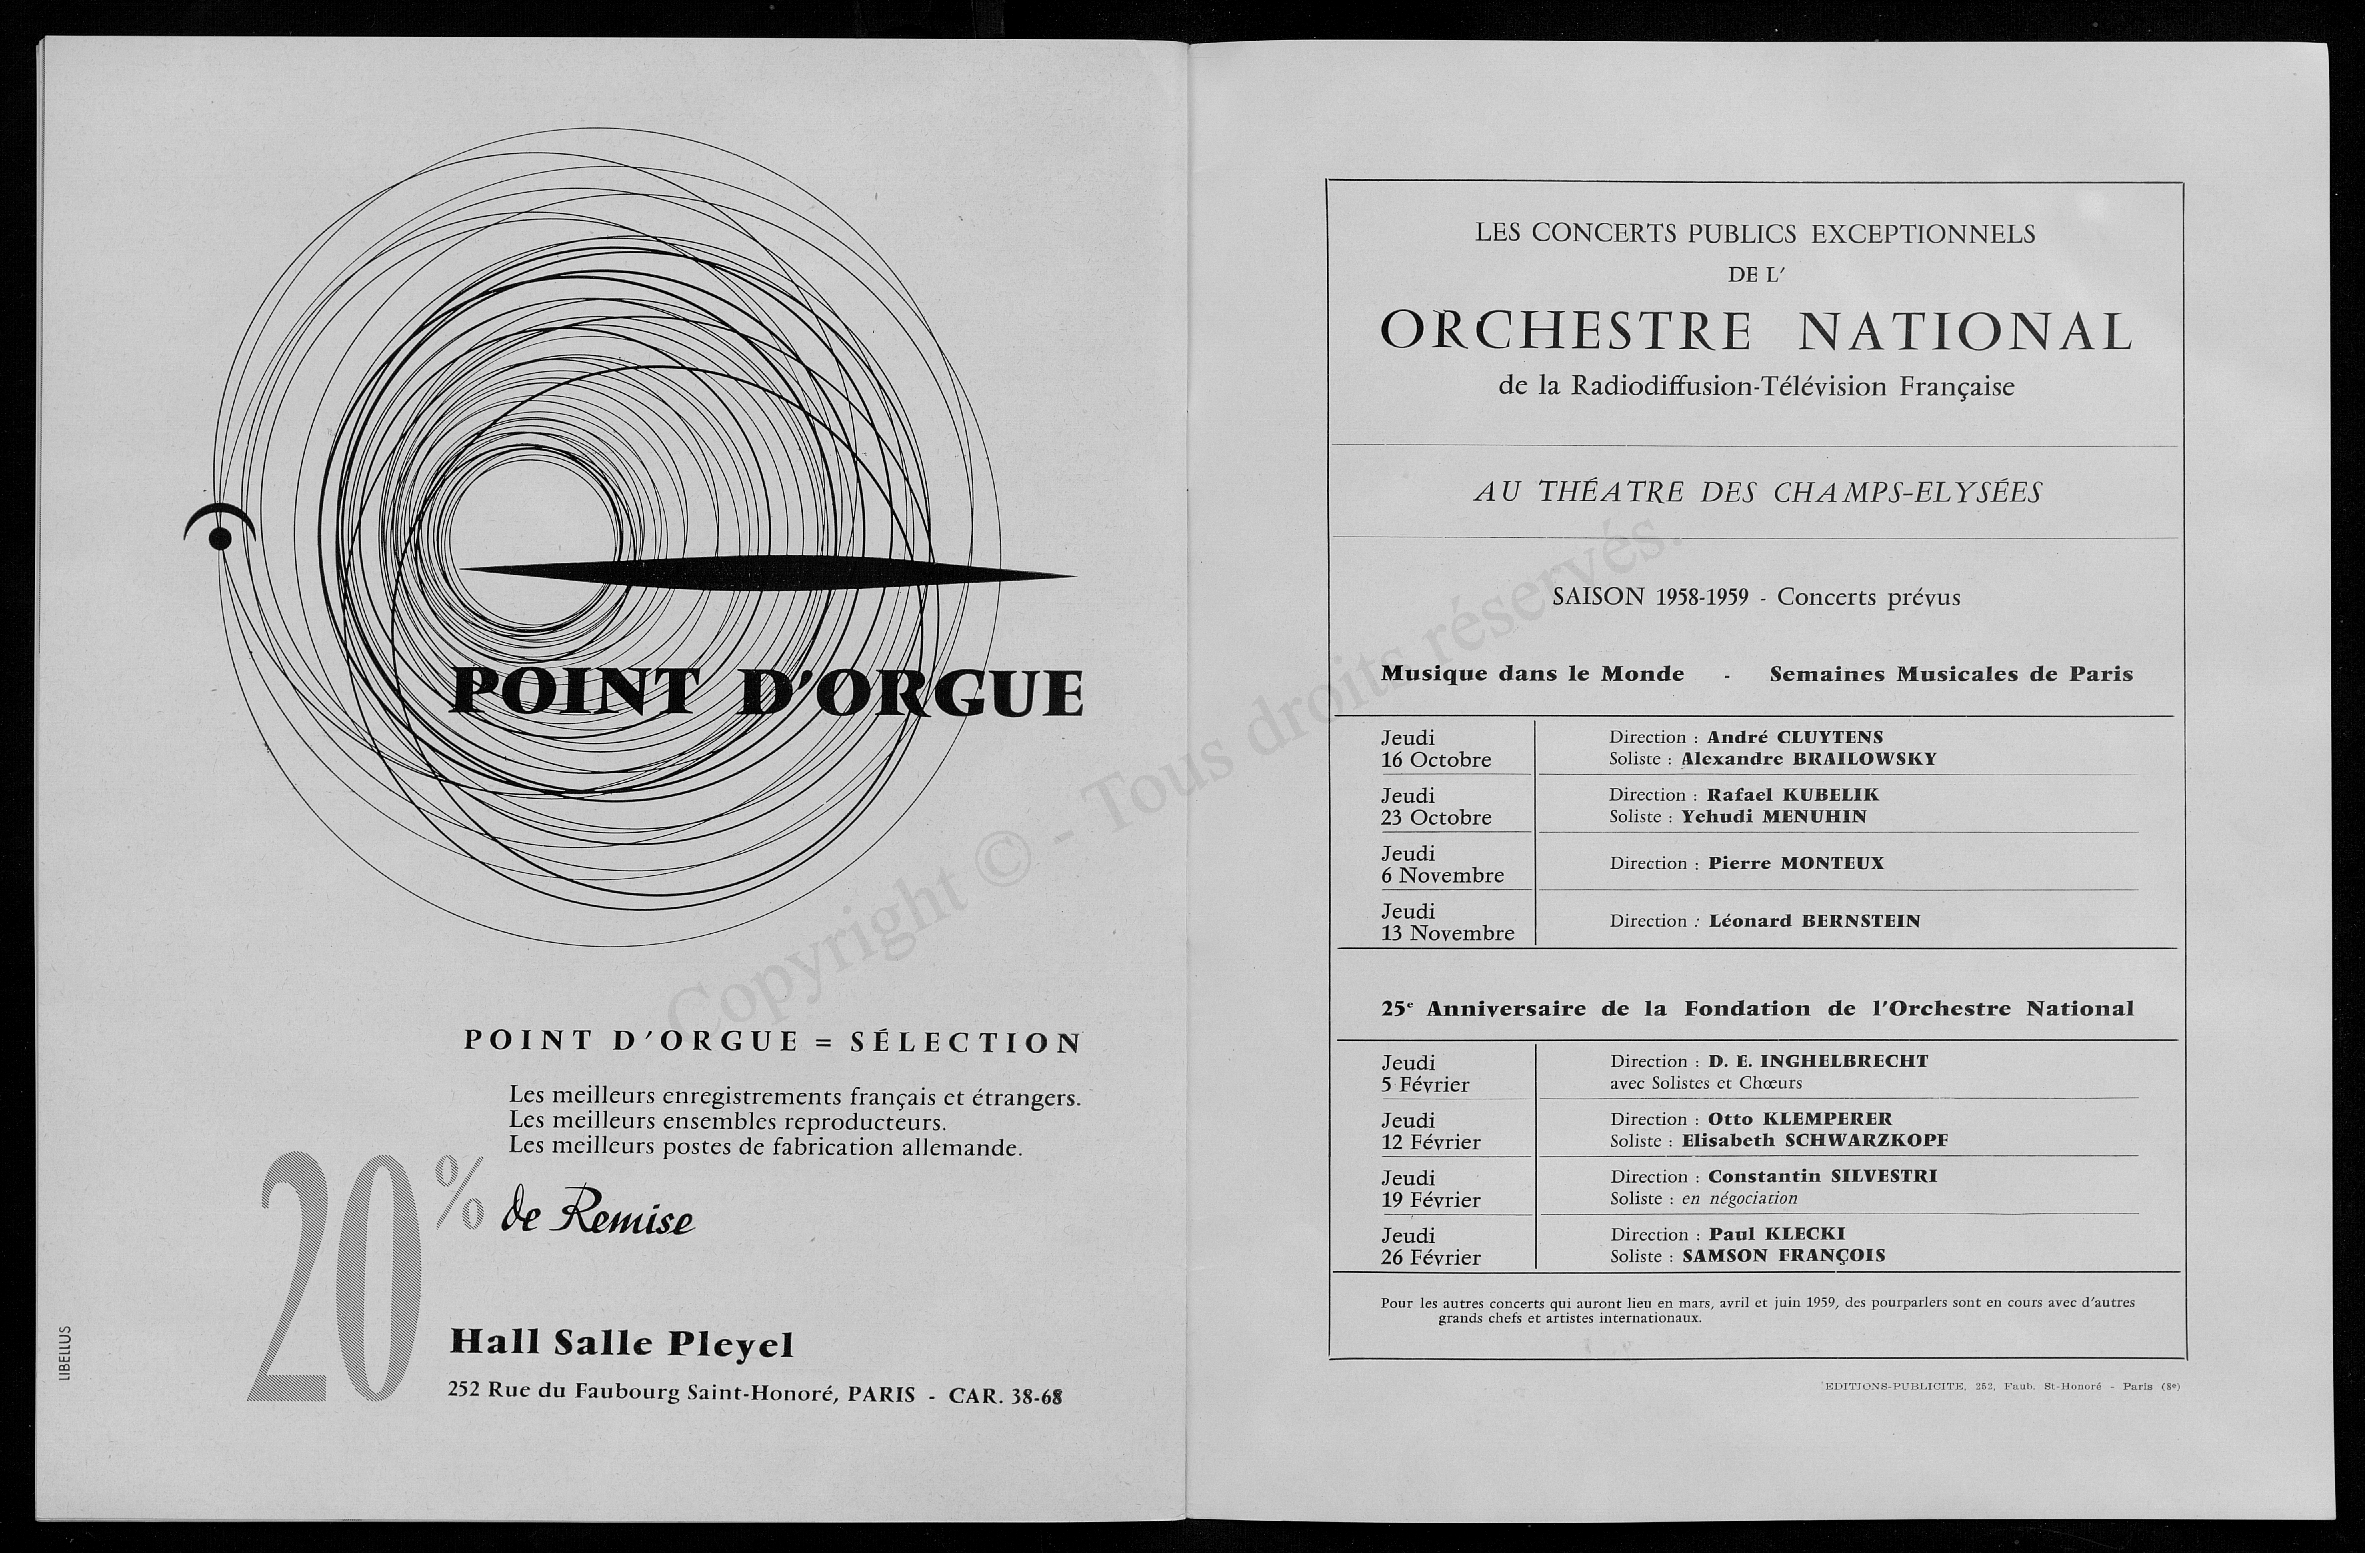 POINT D'ORGUE
POINT D'ORGUE = SÉLECTION
Les meilleurs enregistrements français et étrangers.
Les meilleurs ensembles reproducteurs.
Les meilleurs postes de fabrication allemande.
20% de Remise
Hall Salle Pleyel
252 Rue du Faubourg Saint-Honoré, PARIS - CAR. 38-68
LIBELLUS
LES CONCERTS PUBLICS EXCEPTIONNELS
DE L'
ORCHESTRE NATIONAL
de la Radiodiffusion-Télévision Française
AU THÉATRE DES CHAMPS-ELYSÉES
SAISON 1958-1959 - Concerts prévus
Musique dans le Monde - Semaines Musicales de Paris
Jeudi
16 Octobre
Direction : André CLUYTENS
Soliste : Alexandre BRAILOWSKY
Jeudi
23 Octobre
Direction : Rafael KUBELIK
Soliste : Yehudi MENUHIN
Jeudi
6 Novembre
Direction : Pierre MONTEUX
Jeudi
13 Novembre
Direction : Léonard BERNSTEIN
25e Anniversaire de la Fondation de l'Orchestre National
Jeudi
5 Février
Direction : D. E. INGHELBRECHT
avec Solistes et Chœurs
Jeudi
12 Février
Direction : Otto KLEMPERER
Soliste : Elisabeth SCHWARZKOPF
Jeudi
19 Février
Direction : Constantin SILVESTRI
Soliste : en négociation
Jeudi
26 Février
Direction : Paul KLECKI
Soliste : SAMSON FRANÇOIS
Pour les autres concerts qui auront lieu en mars, avril et juin 1959, des pourparlers sont en cours avec d'autres
grands chefs et artistes internationaux.
EDITIONS-PUBLICITE, 252, Faub. St-Honoré - Paris (8e)
Copyright © - Tous droits réservés.